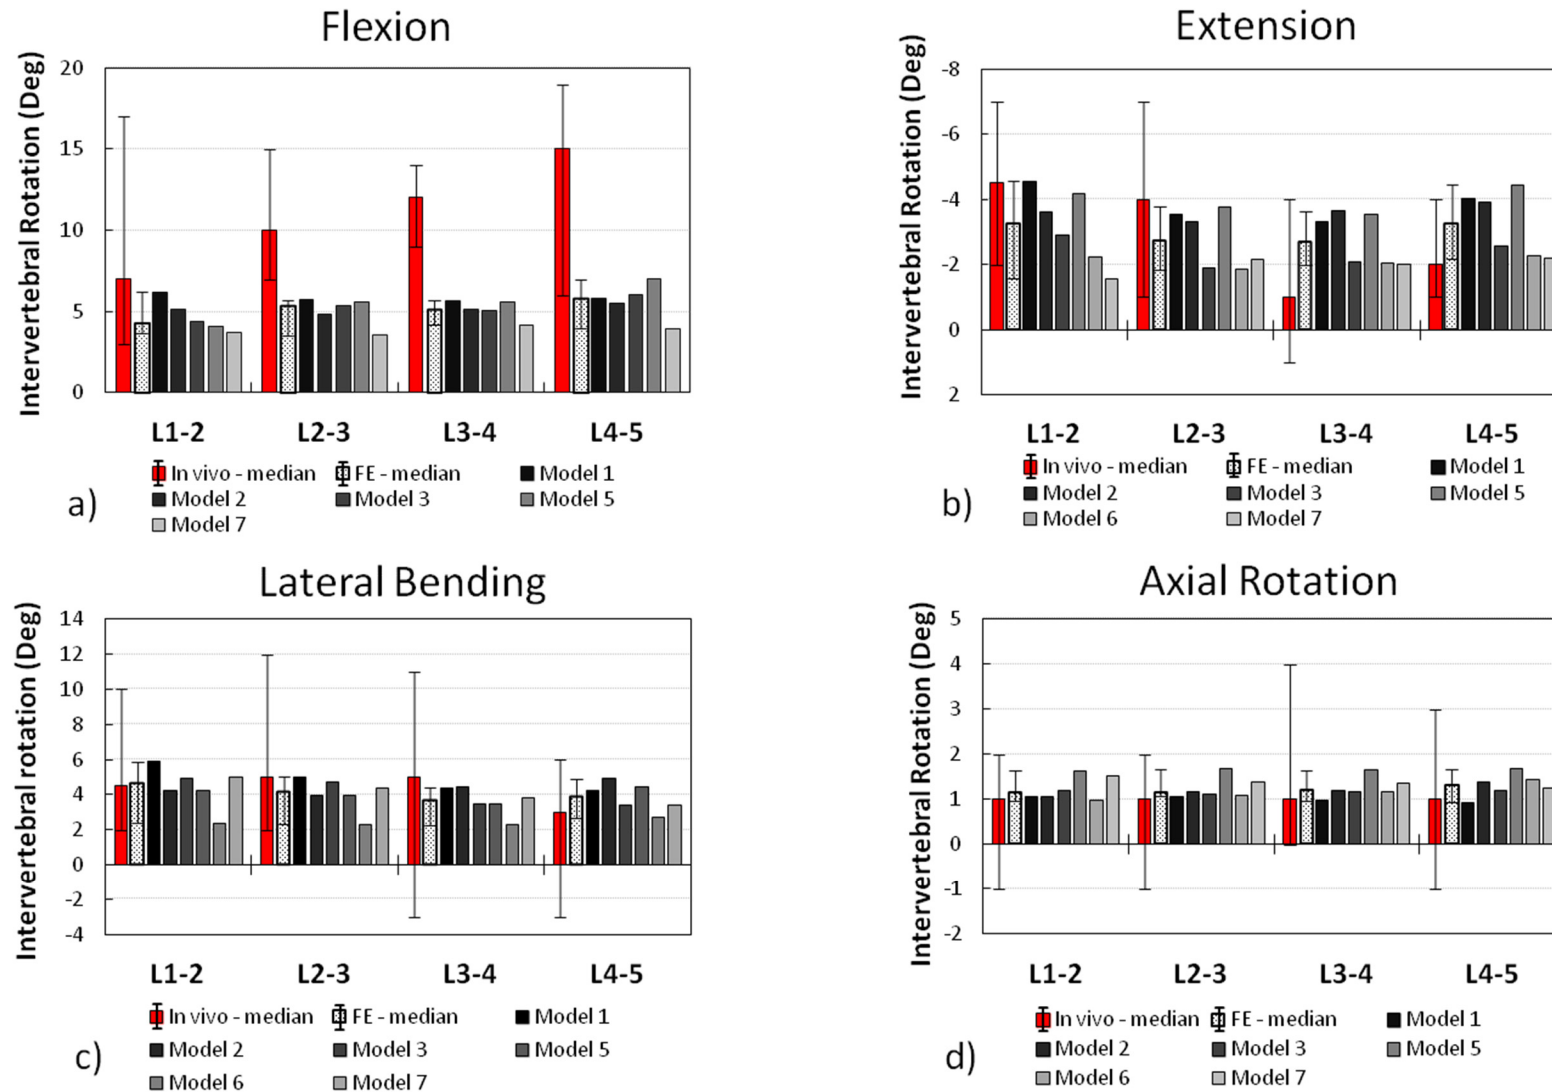 Flexion
Intervertebral Rotation (Deg)
20
15
10
5
0
L1-2 L2-3 L3-4 L4-5
In vivo - median FE - median Model 1
Model 2 Model 3 Model 5
Model 7
a)
Extension
Intervertebral Rotation (Deg)
-8
-6
-4
-2
0
2
L1-2 L2-3 L3-4 L4-5
In vivo - median FE - median Model 1
Model 2 Model 3 Model 5
Model 6 Model 7
b)
Lateral Bending
Intervertebral rotation (Deg)
14
12
10
8
6
4
2
0
-2
-4
L1-2 L2-3 L3-4 L4-5
In vivo - median FE - median Model 1
Model 2 Model 3 Model 5
Model 6 Model 7
c)
Axial Rotation
Intervertebral Rotation (Deg)
5
4
3
2
1
0
-1
-2
L1-2 L2-3 L3-4 L4-5
In vivo - median FE - median Model 1
Model 2 Model 3 Model 5
Model 6 Model 7
d)